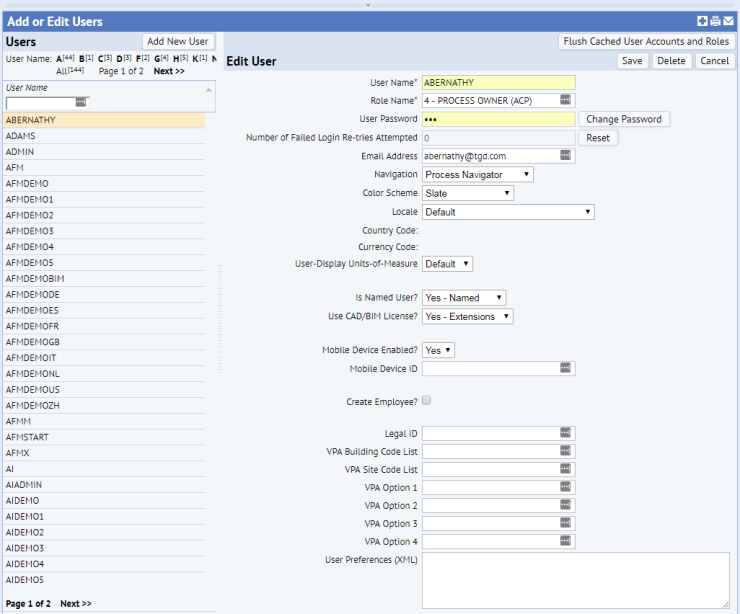 Add or Edit Users
Users
Add New User
User Name: A[44] B[1] C[3] D[3] F[2] G[4] H[5] K[1]
All[144] Page 1 of 2 Next >>
User Name
ABERNATHY
ADAMS
ADMIN
AFM
AFMDEMO
AFMDEMO1
AFMDEMO2
AFMDEMO3
AFMDEMO4
AFMDEMO5
AFMDEMOBIM
AFMDEMODE
AFMDEMOES
AFMDEMOFR
AFMDEMOGB
AFMDEMOIT
AFMDEMONL
AFMDEMOUS
AFMDEMOZH
AFMM
AFMSTART
AFMX
AI
AIADMIN
AIDEMO
AIDEMO1
AIDEMO2
AIDEMO3
AIDEMO4
AIDEMO5
Page 1 of 2 Next >>
Flush Cached User Accounts and Roles
Edit User
Save Delete Cancel
User Name* ABERNATHY
Role Name* 4 - PROCESS OWNER (ACP)
User Password ••• Change Password
Number of Failed Login Re-tries Attempted 0 Reset
Email Address abernathy@tgd.com
Navigation Process Navigator
Color Scheme Slate
Locale Default
Country Code:
Currency Code:
User-Display Units-of-Measure Default
Is Named User? Yes - Named
Use CAD/BIM License? Yes - Extensions
Mobile Device Enabled? Yes
Mobile Device ID
Create Employee?
Legal ID
VPA Building Code List
VPA Site Code List
VPA Option 1
VPA Option 2
VPA Option 3
VPA Option 4
User Preferences (XML)